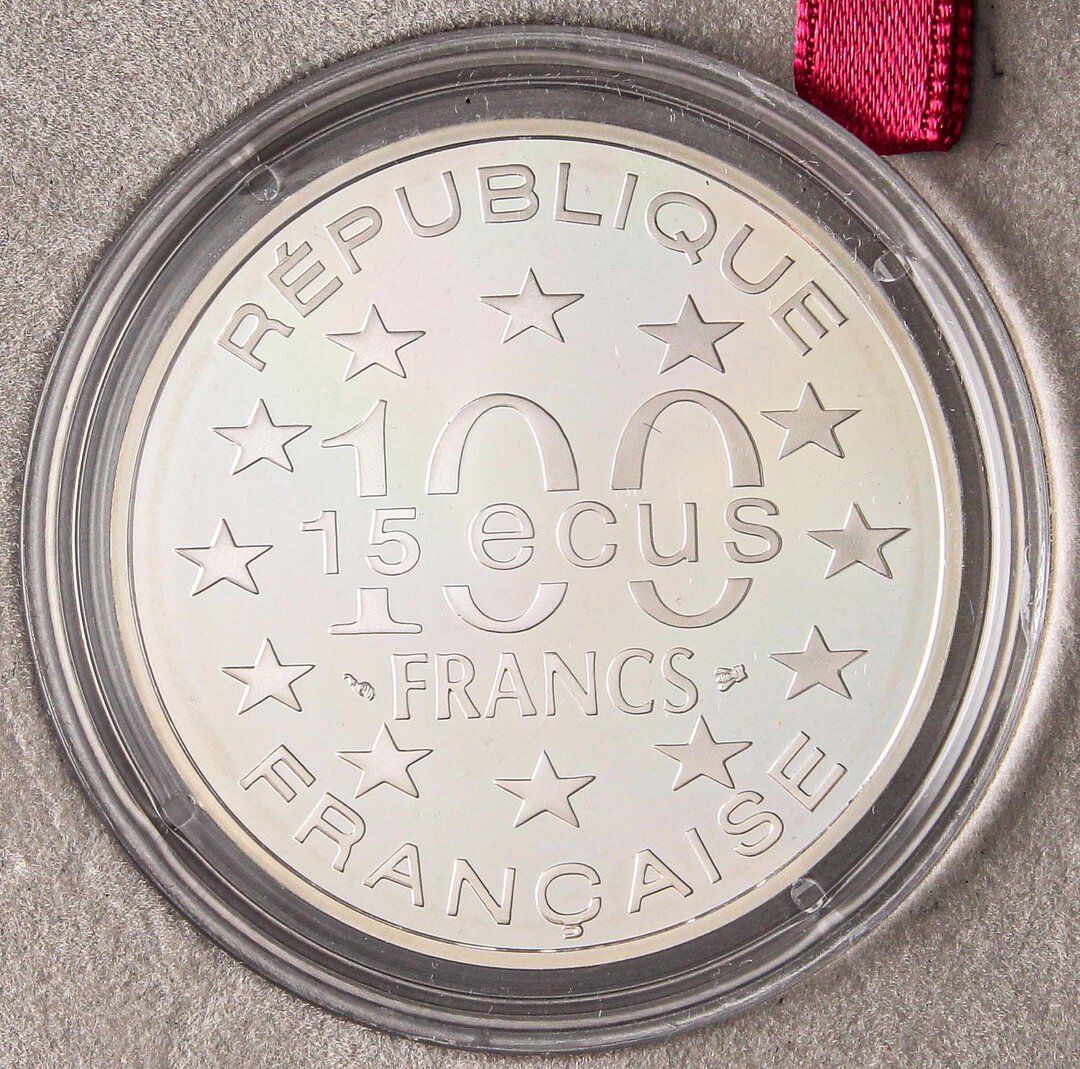 RÉPUBLIQUE
100
15 ecus
FRANCS
FRANÇAISE